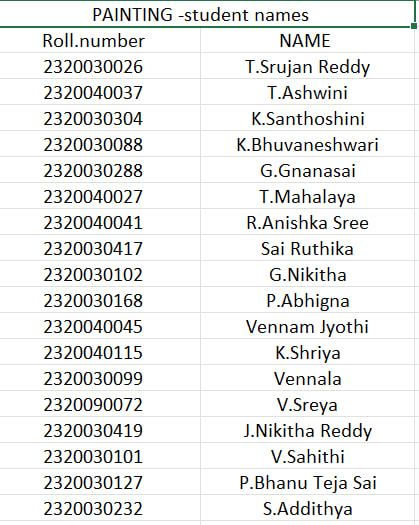 PAINTING -student names
Roll.number NAME
2320030026 T.Srujan Reddy
2320040037 T.Ashwini
2320030304 K.Santhoshini
2320030088 K.Bhuvaneshwari
2320030288 G.Gnanasai
2320040027 T.Mahalaya
2320040041 R.Anishka Sree
2320030417 Sai Ruthika
2320030102 G.Nikitha
2320030168 P.Abhigna
2320040045 Vennam Jyothi
2320040115 K.Shriya
2320030099 Vennala
2320090072 V.Sreya
2320030419 J.Nikitha Reddy
2320030101 V.Sahithi
2320030127 P.Bhanu Teja Sai
2320030232 S.Addithya